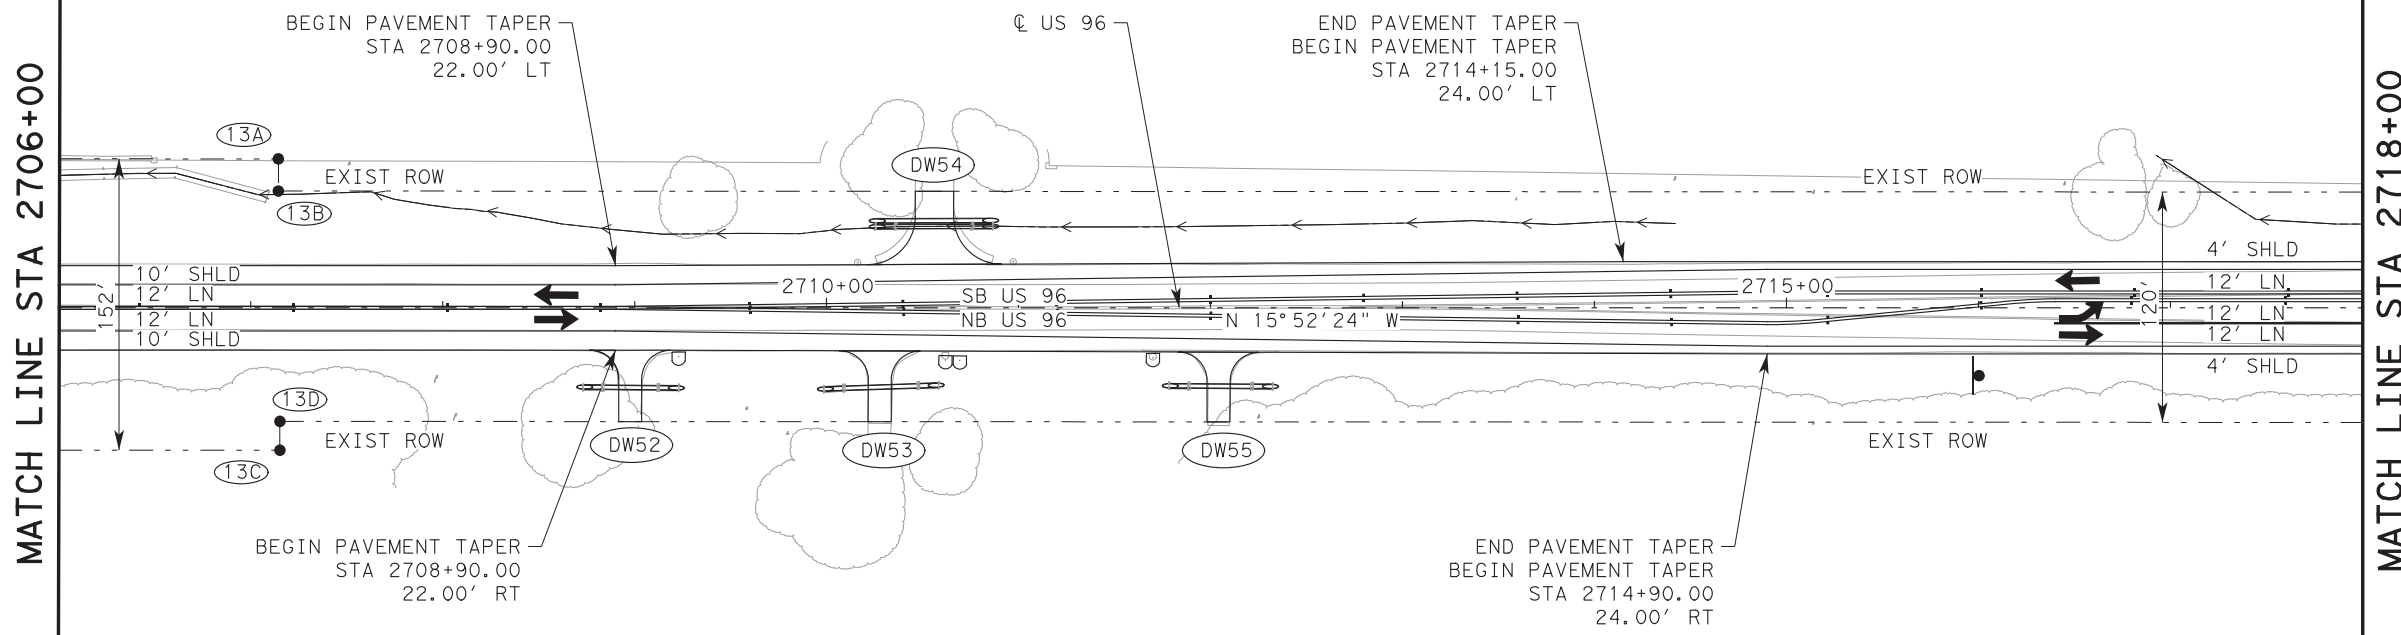 MATCH LINE STA 2706+00
BEGIN PAVEMENT TAPER
STA 2708+90.00
22.00' LT
℄ US 96
END PAVEMENT TAPER
BEGIN PAVEMENT TAPER
STA 2714+15.00
24.00' LT
MATCH LINE STA 2718+00
13A
EXIST ROW
13B
DW54
EXIST ROW
152'
10' SHLD
12' LN
12' LN
10' SHLD
2710+00
SB US 96
NB US 96
N 15°52'24" W
2715+00
120'
4' SHLD
12' LN
12' LN
12' LN
4' SHLD
13D
EXIST ROW
13C
DW52
DW53
DW55
EXIST ROW
BEGIN PAVEMENT TAPER
STA 2708+90.00
22.00' RT
END PAVEMENT TAPER
BEGIN PAVEMENT TAPER
STA 2714+90.00
24.00' RT